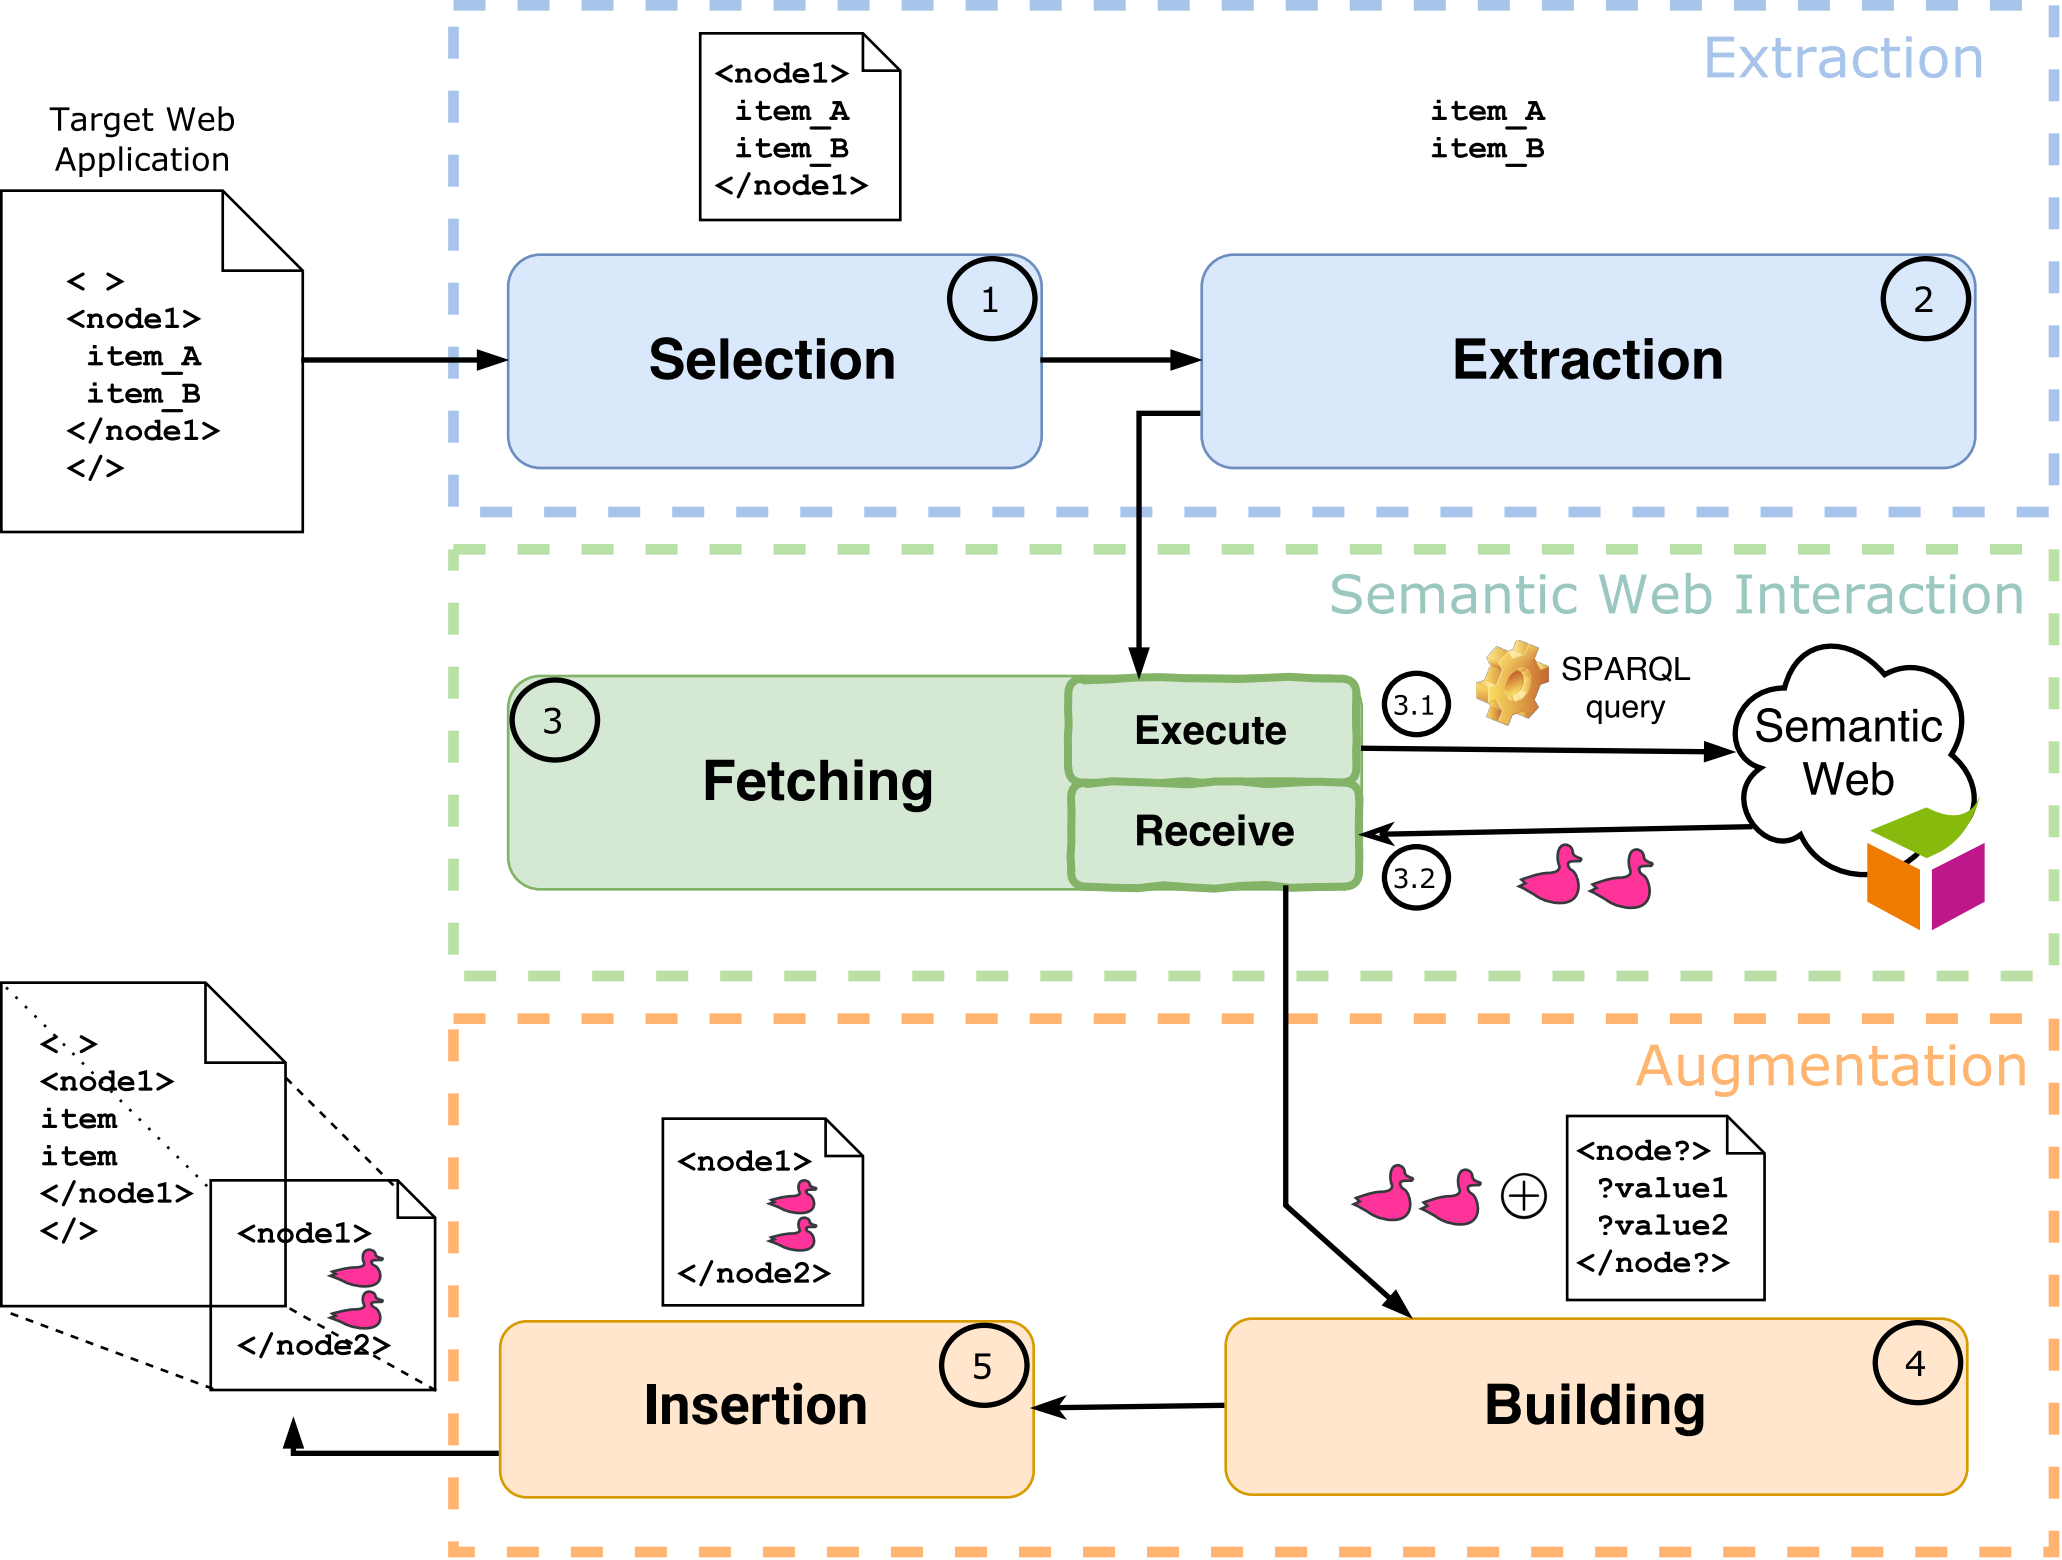 Extraction
Target Web
Application
< >
<node1>
item_A
item_B
</node1>
</>
<node1>
item_A
item_B
</node1>
item_A
item_B
Selection
1
Extraction
2
Semantic Web Interaction
3
Fetching
Execute
Receive
3.1
SPARQL
query
Semantic
Web
3.2
Augmentation
<node?>
?value1
?value2
</node?>
Building
4
<node1>
</node2>
Insertion
5
< >
<node1>
item
item
</node1>
</>
<node1>
</node2>